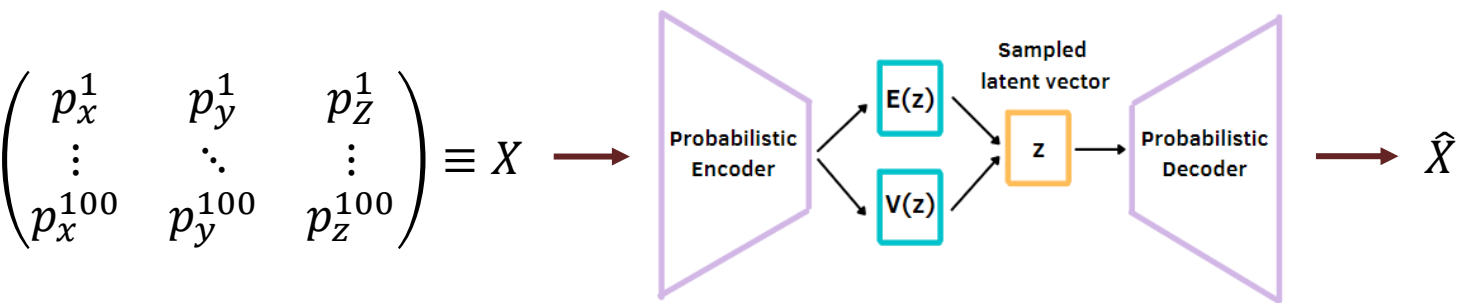 p_x^1 p_y^1 p_Z^1
⋮ ⋱ ⋮
p_x^100 p_y^100 p_z^100
≡ X
Probabilistic
Encoder
E(z)
V(z)
Sampled
latent vector
z
Probabilistic
Decoder
X̂